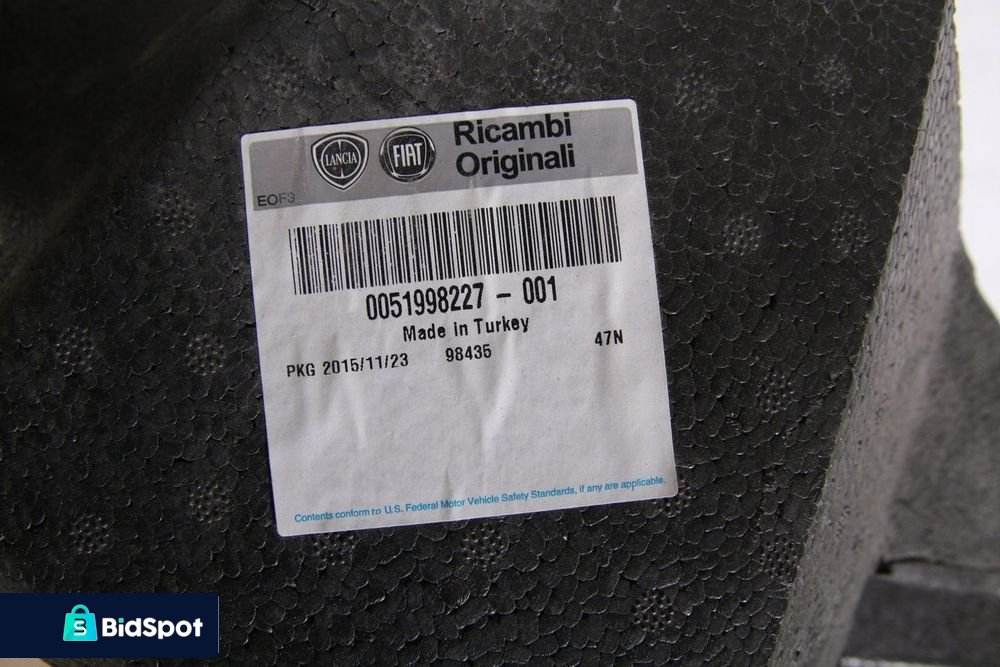 LANCIA
FIAT
Ricambi
Originali
EOF3
0051998227 - 001
Made in Turkey
PKG 2015/11/23 98435 47N
Contents conform to U.S. Federal Motor Vehicle Safety Standards, if any are applicable.
BidSpot